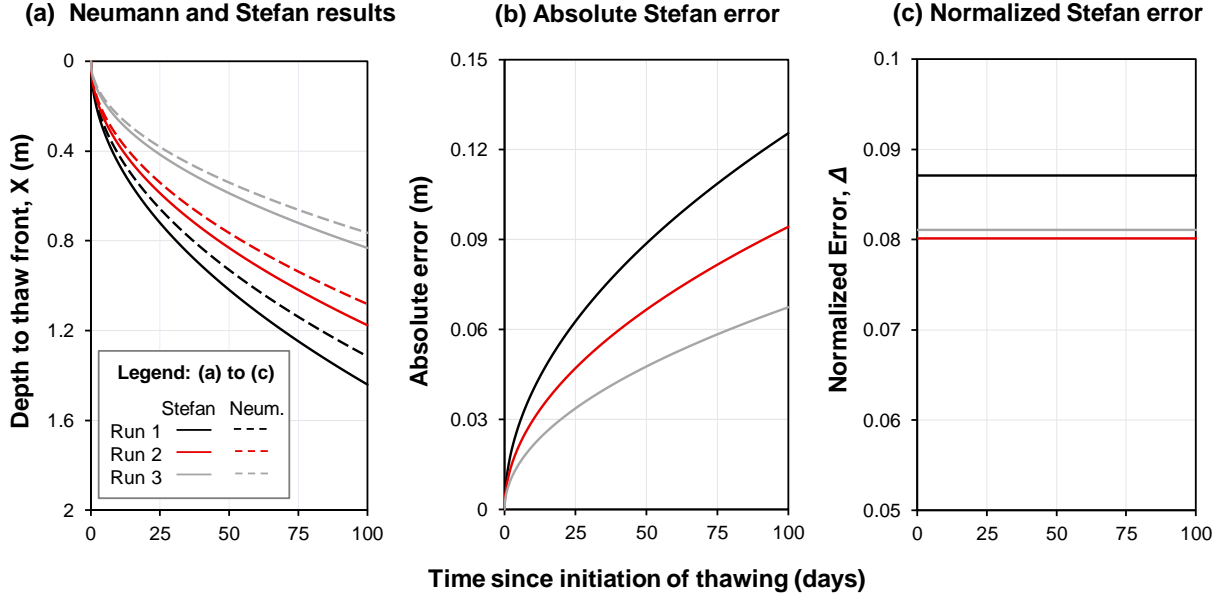 (a) Neumann and Stefan results
(b) Absolute Stefan error
(c) Normalized Stefan error
Depth to thaw front, X (m)
0
0.4
0.8
1.2
1.6
2
0 25 50 75 100
Legend: (a) to (c)
Stefan Neum.
Run 1
Run 2
Run 3
Absolute error (m)
0.15
0.12
0.09
0.06
0.03
0
0 25 50 75 100
Normalized Error, Δ
0.1
0.09
0.08
0.07
0.06
0.05
0 25 50 75 100
Time since initiation of thawing (days)